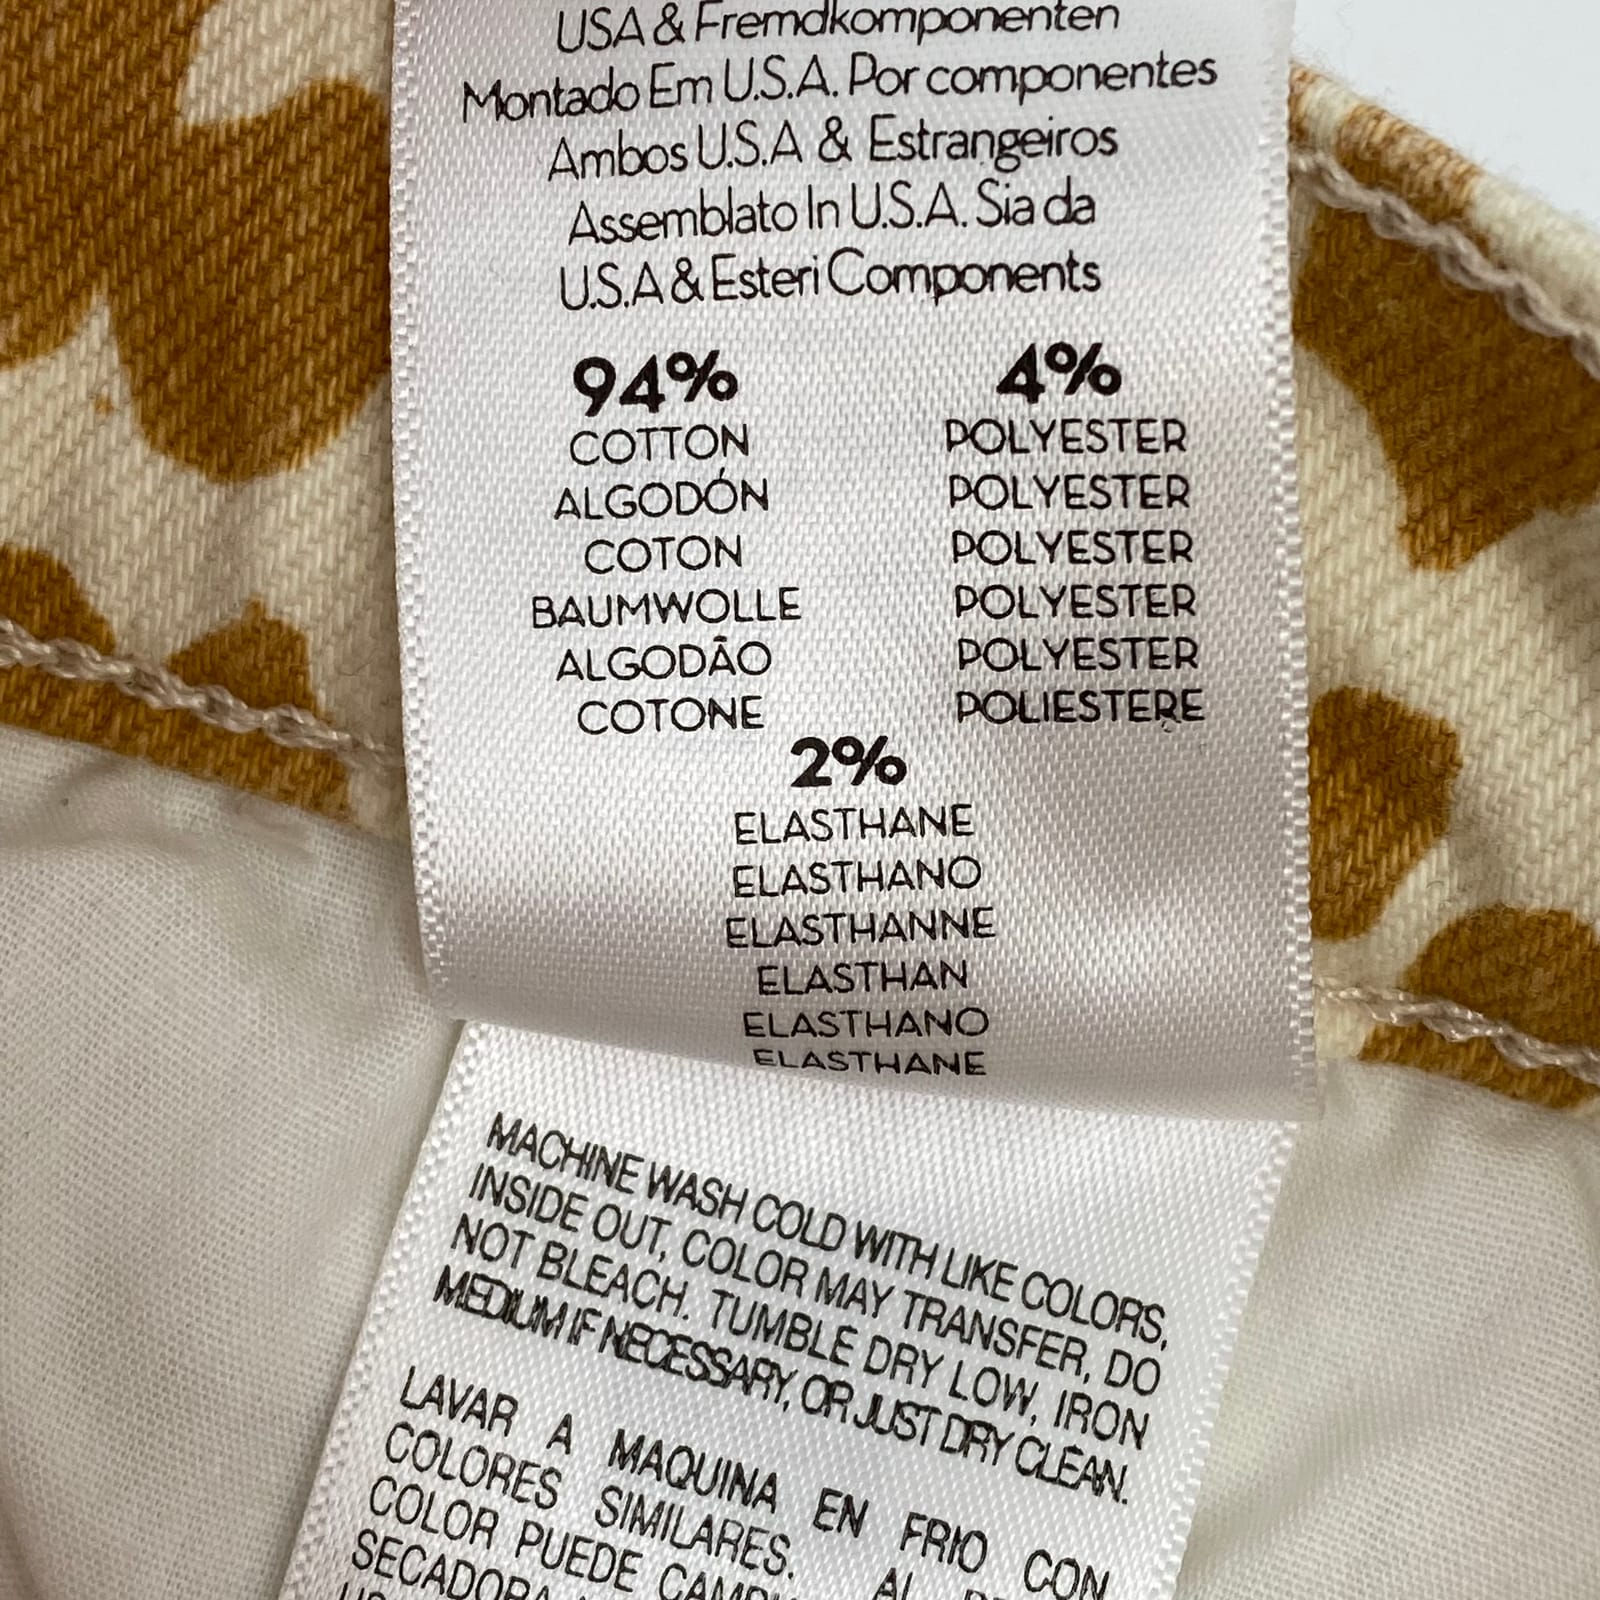 USA & Fremdkomponenten
Montado Em U.S.A. Por componentes
Ambos U.S.A & Estrangeiros
Assemblato In U.S.A. Sia da
U.S.A & Esteri Components
94%
COTTON
ALGODÓN
COTON
BAUMWOLLE
ALGODÃO
COTONE
4%
POLYESTER
POLYESTER
POLYESTER
POLYESTER
POLYESTER
POLIESTERE
2%
ELASTHANE
ELASTHANO
ELASTHANNE
ELASTHAN
ELASTHANO
ELASTHANE
MACHINE WASH COLD WITH LIKE COLORS,
INSIDE OUT, COLOR MAY TRANSFER, DO
NOT BLEACH. TUMBLE DRY LOW, IRON
MEDIUM IF NECESSARY, OR JUST DRY CLEAN.
LAVAR A MAQUINA EN FRIO CON
COLORES SIMILARES. AL
COLOR PUEDE
SECADORA